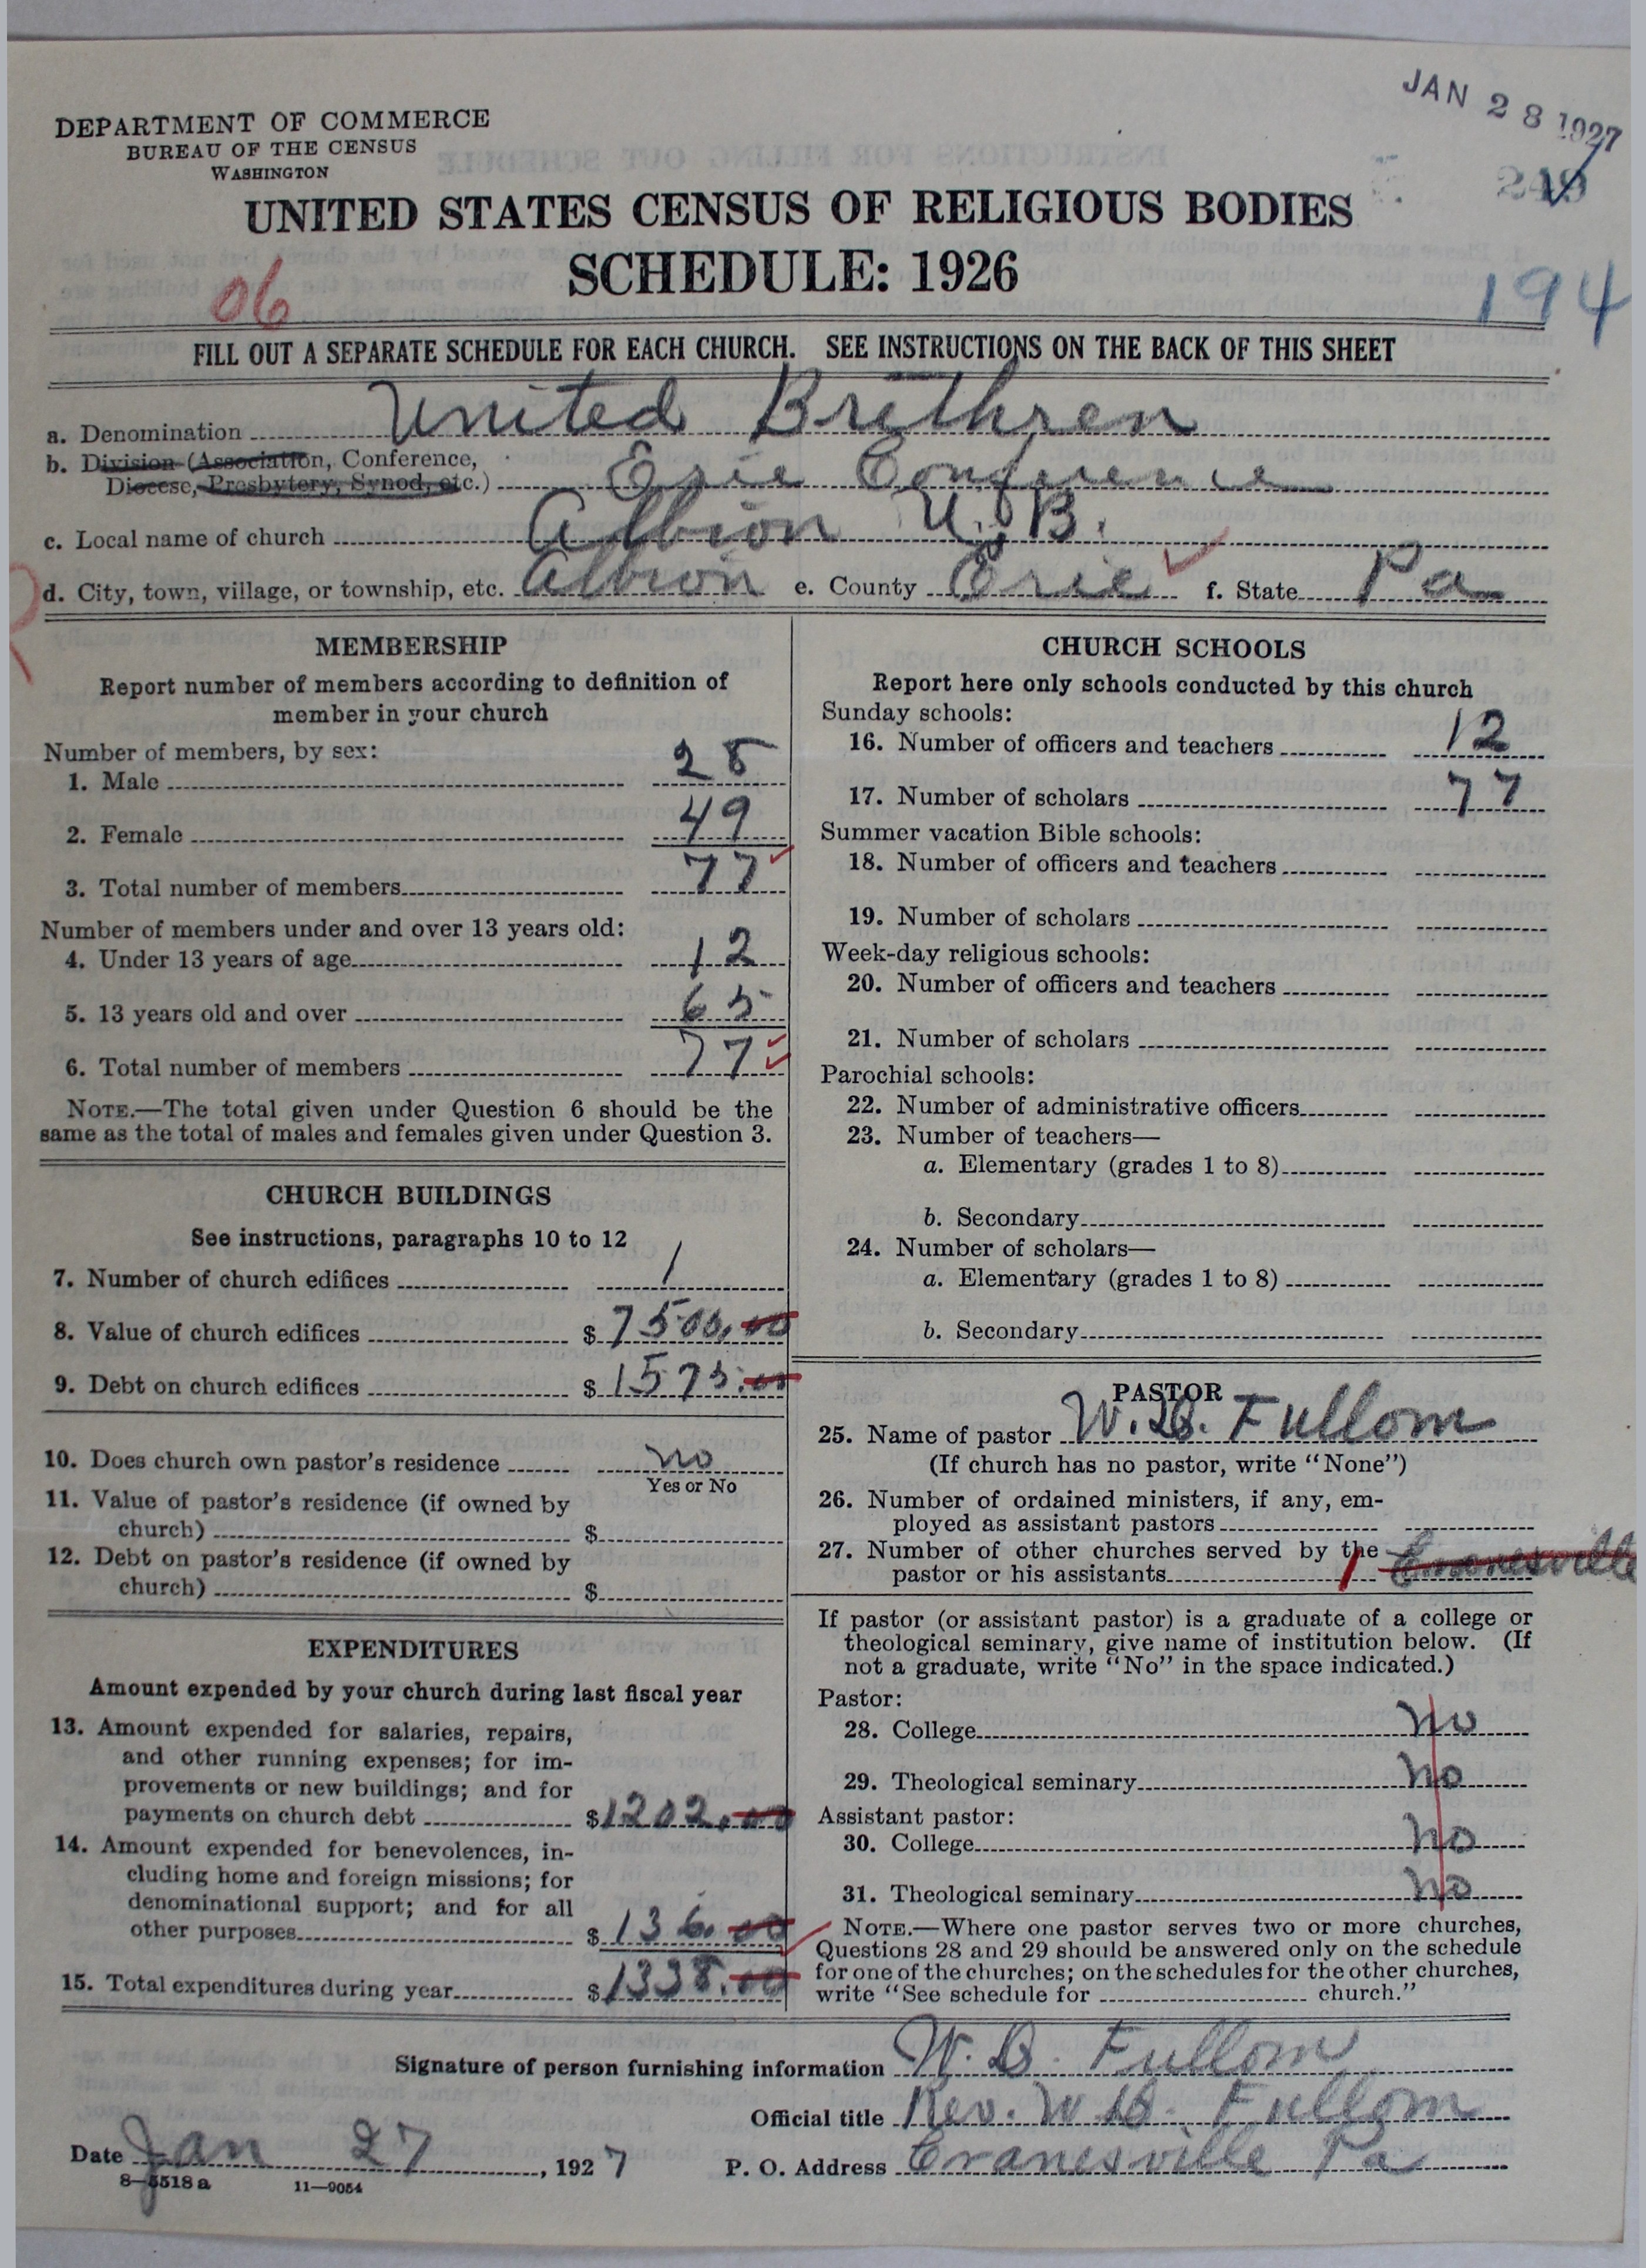 JAN 28 1927
DEPARTMENT OF COMMERCE
BUREAU OF THE CENSUS
WASHINGTON
UNITED STATES CENSUS OF RELIGIOUS BODIES
SCHEDULE: 1926
06
194
FILL OUT A SEPARATE SCHEDULE FOR EACH CHURCH. SEE INSTRUCTIONS ON THE BACK OF THIS SHEET
a. Denomination United Brethren
b. Division (Association, Conference,
Diocese, Presbytery, Synod, etc.) Erie Conference
c. Local name of church Albion U.B.
d. City, town, village, or township, etc. Albion e. County Erie f. State Pa
MEMBERSHIP
Report number of members according to definition of
member in your church
Number of members, by sex:
1. Male 28
2. Female 49
3. Total number of members 77
Number of members under and over 13 years old:
4. Under 13 years of age 12
5. 13 years old and over 65
6. Total number of members 77
NOTE.—The total given under Question 6 should be the
same as the total of males and females given under Question 3.
CHURCH BUILDINGS
See instructions, paragraphs 10 to 12
7. Number of church edifices 1
8. Value of church edifices $ 7500.00
9. Debt on church edifices $ 1575.00
10. Does church own pastor's residence no
Yes or No
11. Value of pastor's residence (if owned by
church) $
12. Debt on pastor's residence (if owned by
church) $
EXPENDITURES
Amount expended by your church during last fiscal year
13. Amount expended for salaries, repairs,
and other running expenses; for im-
provements or new buildings; and for
payments on church debt $ 1202.00
14. Amount expended for benevolences, in-
cluding home and foreign missions; for
denominational support; and for all
other purposes $ 136.00
15. Total expenditures during year $ 1338.00
CHURCH SCHOOLS
Report here only schools conducted by this church
Sunday schools:
16. Number of officers and teachers 12
17. Number of scholars 77
Summer vacation Bible schools:
18. Number of officers and teachers
19. Number of scholars
Week-day religious schools:
20. Number of officers and teachers
21. Number of scholars
Parochial schools:
22. Number of administrative officers
23. Number of teachers—
a. Elementary (grades 1 to 8)
b. Secondary
24. Number of scholars—
a. Elementary (grades 1 to 8)
b. Secondary
PASTOR
25. Name of pastor W. D. Fullom
(If church has no pastor, write "None")
26. Number of ordained ministers, if any, em-
ployed as assistant pastors
27. Number of other churches served by the
pastor or his assistants 1
If pastor (or assistant pastor) is a graduate of a college or
theological seminary, give name of institution below. (If
not a graduate, write "No" in the space indicated.)
Pastor:
28. College no
29. Theological seminary no
Assistant pastor:
30. College no
31. Theological seminary no
NOTE.—Where one pastor serves two or more churches,
Questions 28 and 29 should be answered only on the schedule
for one of the churches; on the schedules for the other churches,
write "See schedule for church."
Signature of person furnishing information W. D. Fullom
Official title Rev. W. D. Fullom
Date Jan 27, 1927 P. O. Address Cranesville Pa
8—5518 a 11—9054